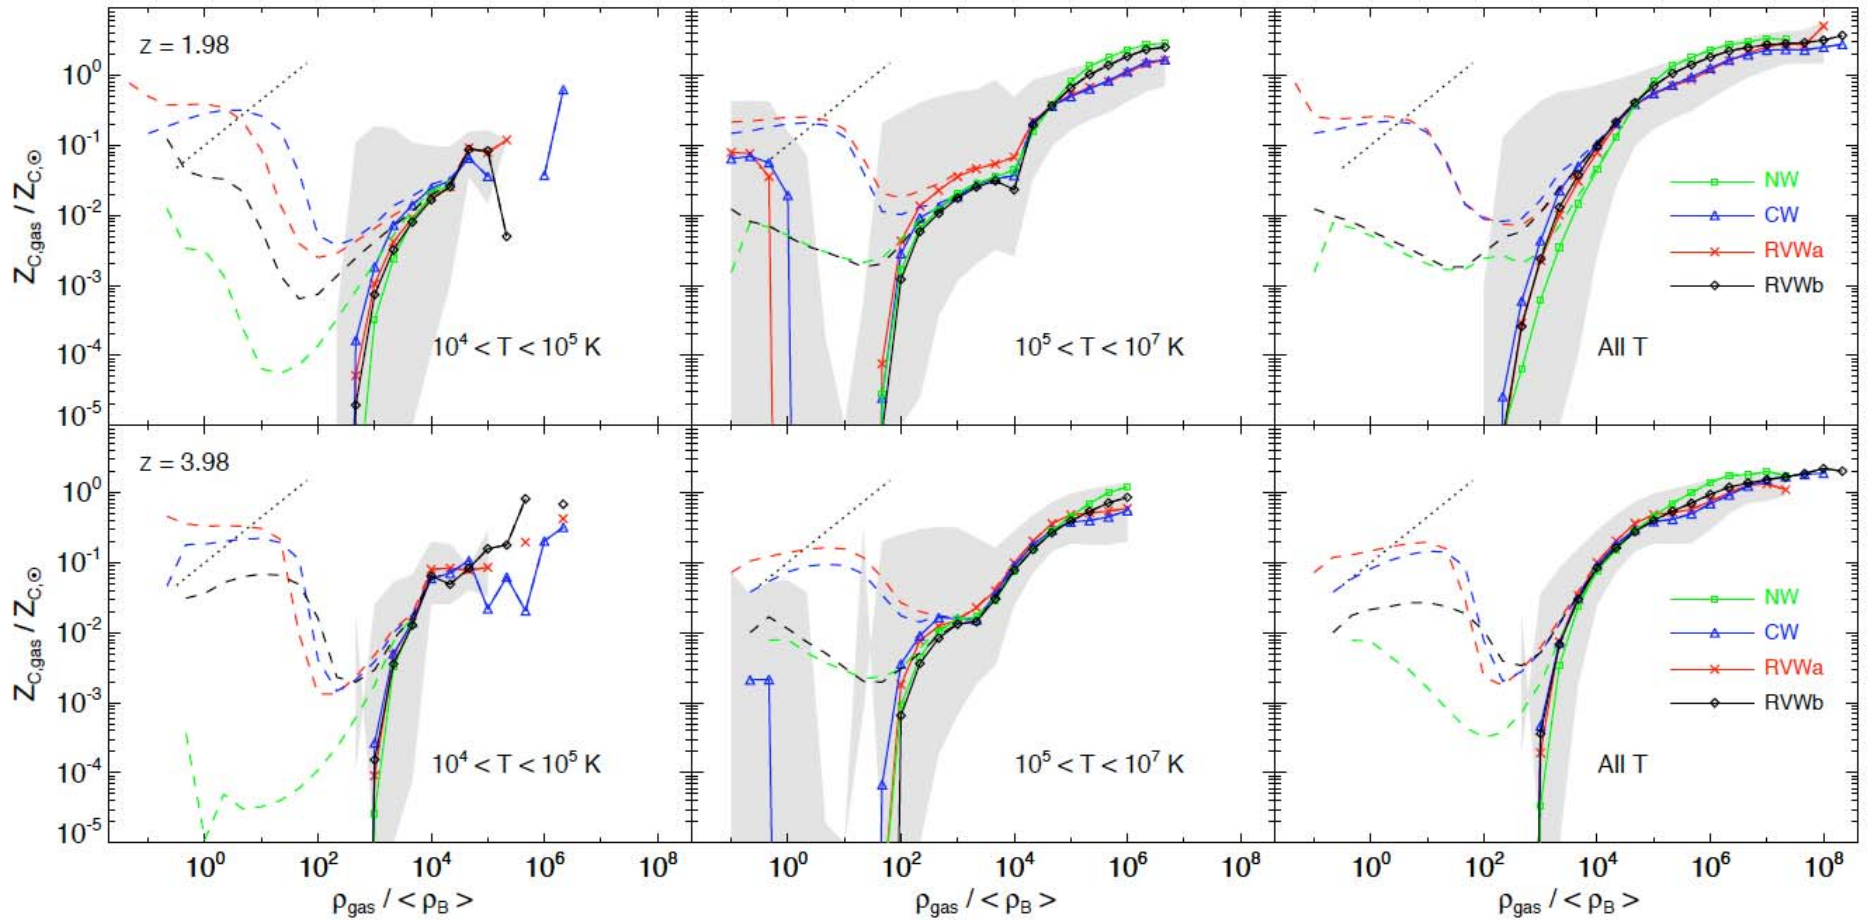 z = 1.98
Z_C,gas / Z_C,⊙
10^0
10^-1
10^-2
10^-3
10^-4
10^-5
10^4 < T < 10^5 K
10^5 < T < 10^7 K
All T
NW
CW
RVWa
RVWb
z = 3.98
Z_C,gas / Z_C,⊙
10^0
10^-1
10^-2
10^-3
10^-4
10^-5
10^4 < T < 10^5 K
10^5 < T < 10^7 K
All T
NW
CW
RVWa
RVWb
10^0 10^2 10^4 10^6 10^8 10^0 10^2 10^4 10^6 10^8 10^0 10^2 10^4 10^6 10^8
ρ_gas / < ρ_B > ρ_gas / < ρ_B > ρ_gas / < ρ_B >